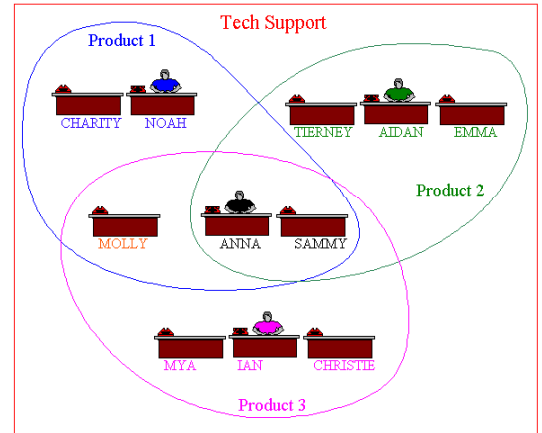 Tech Support
Product 1
CHARITY NOAH
TIERNEY AIDAN EMMA
Product 2
MOLLY ANNA SAMMY
MYA IAN CHRISTIE
Product 3